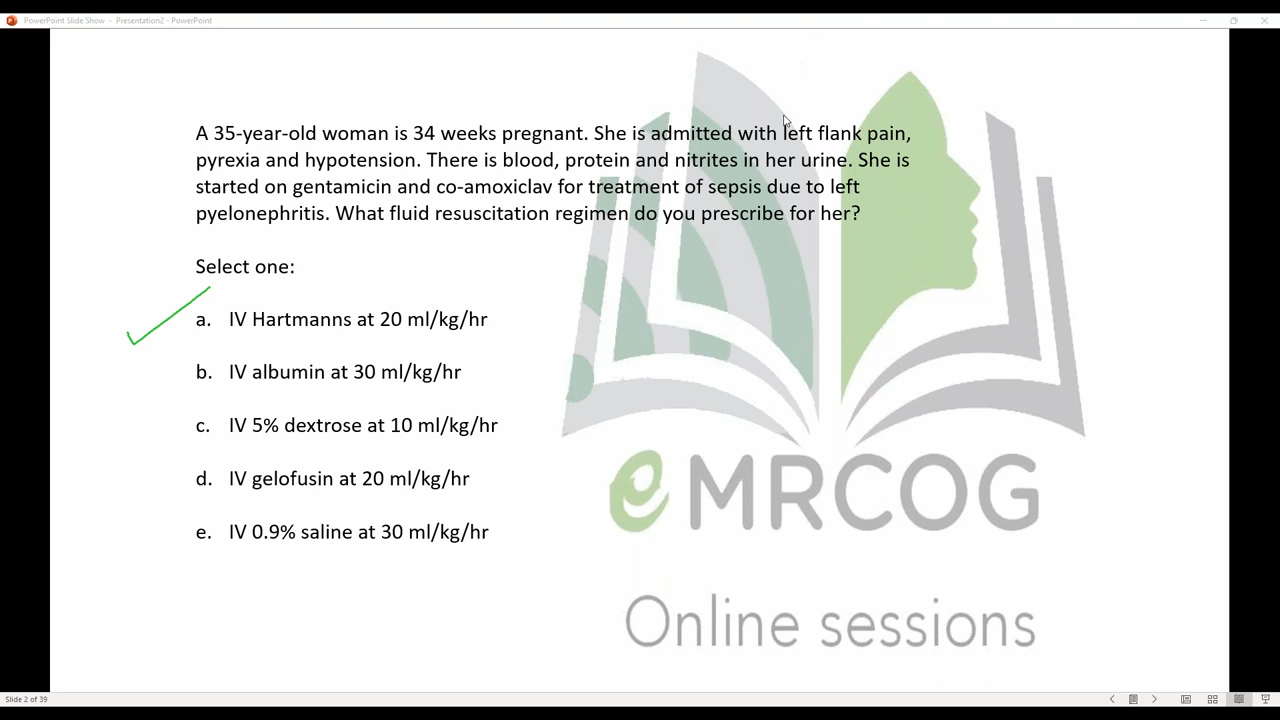 PowerPoint Slide Show - Presentation2 - PowerPoint
A 35-year-old woman is 34 weeks pregnant. She is admitted with left flank pain,
pyrexia and hypotension. There is blood, protein and nitrites in her urine. She is
started on gentamicin and co-amoxiclav for treatment of sepsis due to left
pyelonephritis. What fluid resuscitation regimen do you prescribe for her?
Select one:
a. IV Hartmanns at 20 ml/kg/hr
b. IV albumin at 30 ml/kg/hr
c. IV 5% dextrose at 10 ml/kg/hr
d. IV gelofusin at 20 ml/kg/hr
e. IV 0.9% saline at 30 ml/kg/hr
eMRCOG
Online sessions
Slide 2 of 39